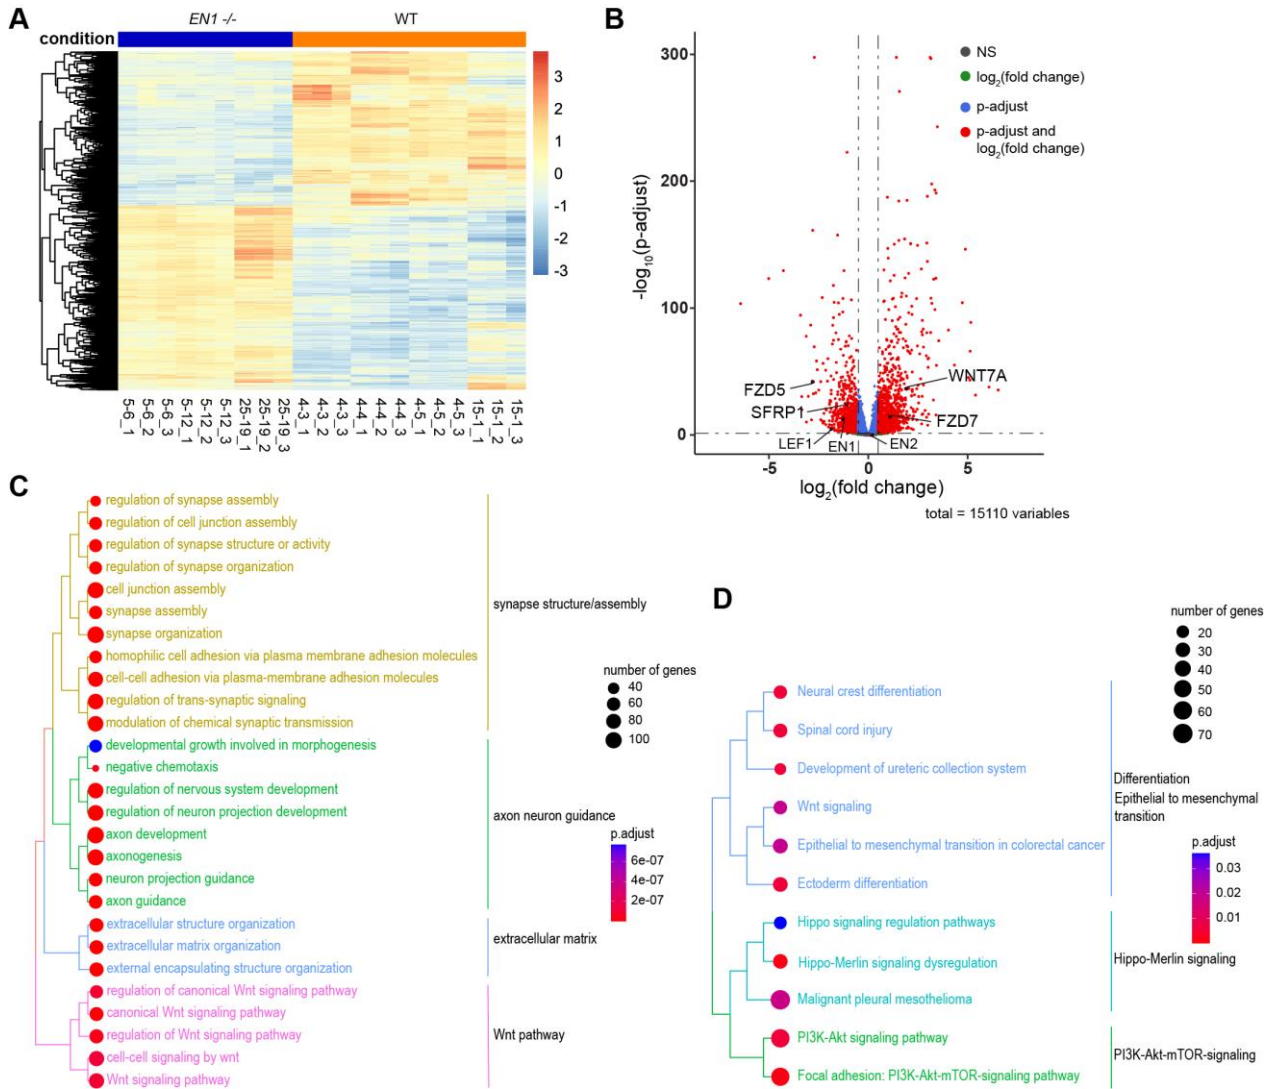 A
EN1 -/-
WT
condition
3
2
1
0
-1
-2
-3
5-6_1
5-6_2
5-6_3
5-12_1
5-12_2
5-12_3
25-19_1
25-19_2
25-19_3
4-3_1
4-3_2
4-3_3
4-4_1
4-4_2
4-4_3
4-5_1
4-5_2
4-5_3
15-1_1
15-1_2
15-1_3
B
300
200
100
0
-log10(p-adjust)
NS
log2(fold change)
p-adjust
p-adjust and
log2(fold change)
FZD5
SFRP1
LEF1
EN1
EN2
WNT7A
FZD7
-5
0
5
log2(fold change)
total = 15110 variables
C
regulation of synapse assembly
regulation of cell junction assembly
regulation of synapse structure or activity
regulation of synapse organization
cell junction assembly
synapse assembly
synapse organization
homophilic cell adhesion via plasma membrane adhesion molecules
cell-cell adhesion via plasma-membrane adhesion molecules
regulation of trans-synaptic signaling
modulation of chemical synaptic transmission
developmental growth involved in morphogenesis
negative chemotaxis
regulation of nervous system development
regulation of neuron projection development
axon development
axonogenesis
neuron projection guidance
axon guidance
extracellular structure organization
extracellular matrix organization
external encapsulating structure organization
regulation of canonical Wnt signaling pathway
canonical Wnt signaling pathway
regulation of Wnt signaling pathway
cell-cell signaling by wnt
Wnt signaling pathway
synapse structure/assembly
axon neuron guidance
extracellular matrix
Wnt pathway
number of genes
40
60
80
100
p.adjust
6e-07
4e-07
2e-07
D
Neural crest differentiation
Spinal cord injury
Development of ureteric collection system
Wnt signaling
Epithelial to mesenchymal transition in colorectal cancer
Ectoderm differentiation
Hippo signaling regulation pathways
Hippo-Merlin signaling dysregulation
Malignant pleural mesothelioma
PI3K-Akt signaling pathway
Focal adhesion: PI3K-Akt-mTOR-signaling pathway
Differentiation
Epithelial to mesenchymal
transition
Hippo-Merlin signaling
PI3K-Akt-mTOR-signaling
number of genes
20
30
40
50
60
70
p.adjust
0.03
0.02
0.01